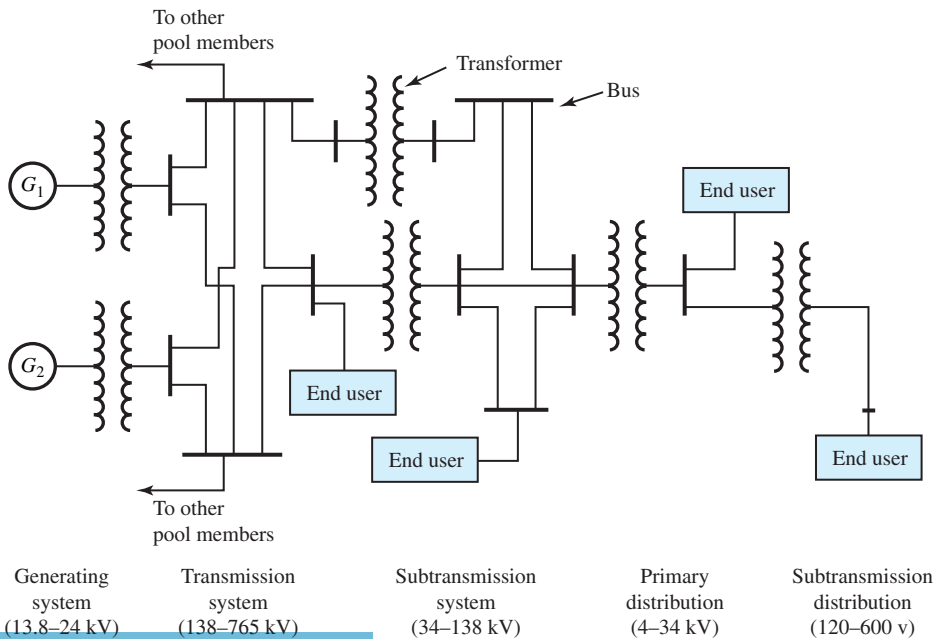 To other
pool members
Transformer
Bus
G1
End user
G2
End user
End user
End user
To other
pool members
Generating
system
(13.8–24 kV)
Transmission
system
(138–765 kV)
Subtransmission
system
(34–138 kV)
Primary
distribution
(4–34 kV)
Subtransmission
distribution
(120–600 v)